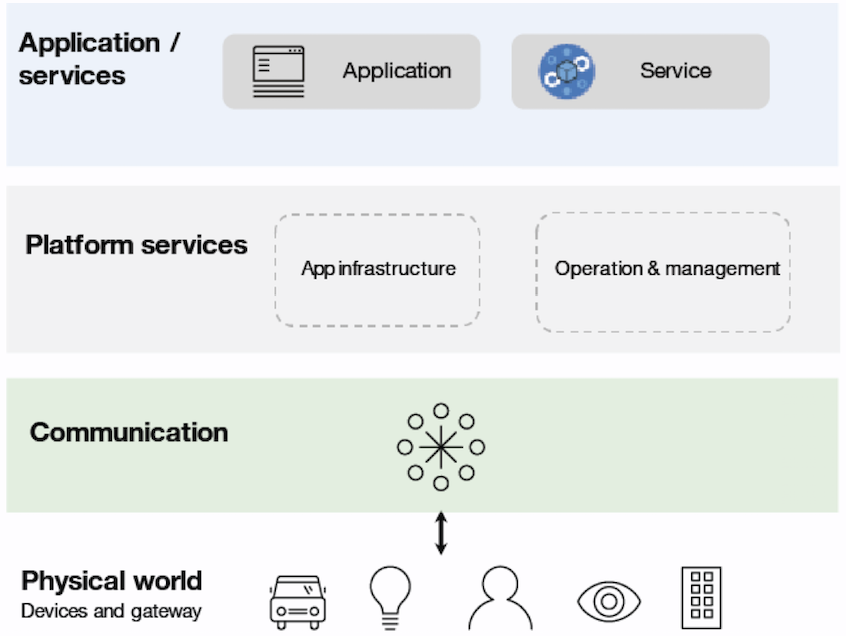 Application /
services
Application
Service
Platform services
App infrastructure
Operation & management
Communication
Physical world
Devices and gateway